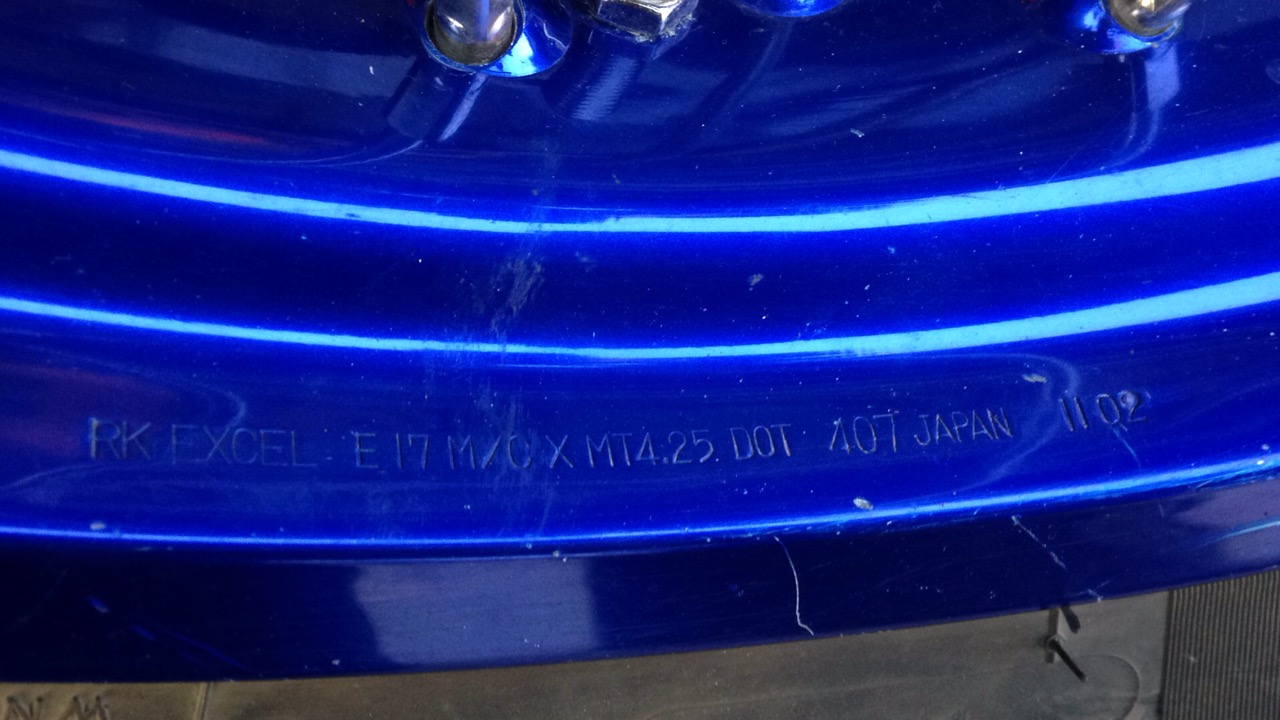 RK EXCEL E 17 M/C X MT4.25 DOT 407 JAPAN 11 02